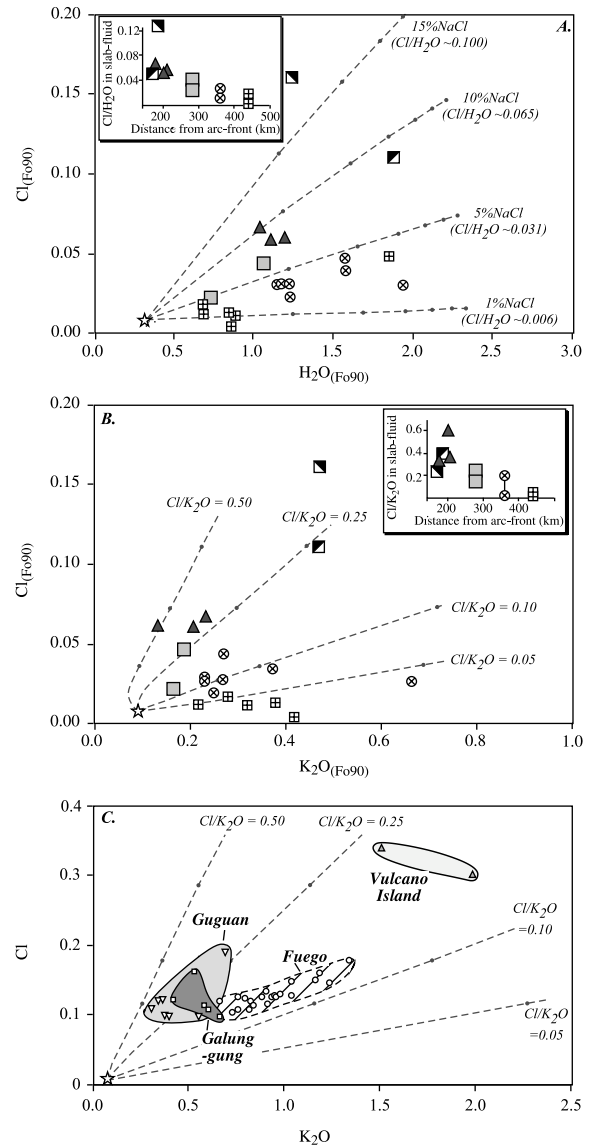 0.20
A.
15%NaCl
(Cl/H2O ~0.100)
0.12
0.08
0.04
Cl/H2O in slab-fluid
200 300 400 500
Distance from arc-front (km)
10%NaCl
(Cl/H2O ~0.065)
0.15
0.10
Cl(Fo90)
5%NaCl
(Cl/H2O ~0.031)
0.05
1%NaCl
(Cl/H2O ~0.006)
0.00
0.0 0.5 1.0 2.0 2.5 3.0
H2O(Fo90)
0.20
B.
0.6
0.4
0.2
Cl/K2O in slab-fluid
200 300 400
Distance from arc-front (km)
0.15
Cl/K2O = 0.50
Cl/K2O = 0.25
0.10
Cl(Fo90)
Cl/K2O = 0.10
0.05
Cl/K2O = 0.05
0.00
0.0 0.2 0.4 0.6 0.8 1.0
K2O(Fo90)
0.4
C.
Cl/K2O = 0.50
Cl/K2O = 0.25
0.3
Vulcano
Island
Cl/K2O
=0.10
Guguan
0.2
Cl
Fuego
0.1
Galung
-gung
Cl/K2O
=0.05
0
0.0 0.5 1.0 1.5 2.0 2.5
K2O